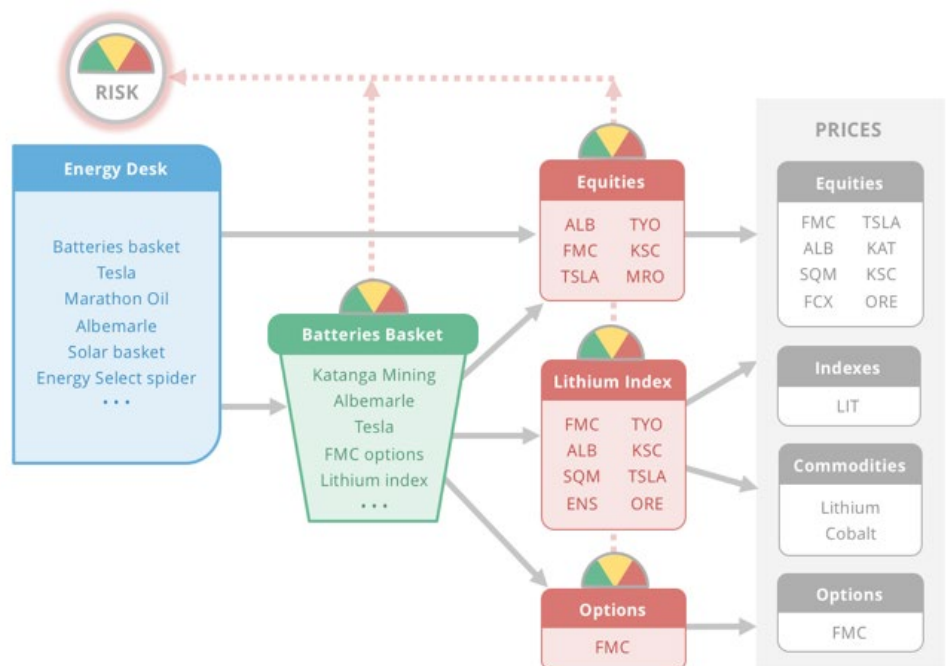 RISK
Energy Desk
Batteries basket
Tesla
Marathon Oil
Albemarle
Solar basket
Energy Select spider
...
Batteries Basket
Katanga Mining
Albemarle
Tesla
FMC options
Lithium index
...
Equities
ALB TYO
FMC KSC
TSLA MRO
Lithium Index
FMC TYO
ALB KSC
SQM TSLA
ENS ORE
Options
FMC
PRICES
Equities
FMC TSLA
ALB KAT
SQM KSC
FCX ORE
Indexes
LIT
Commodities
Lithium
Cobalt
Options
FMC